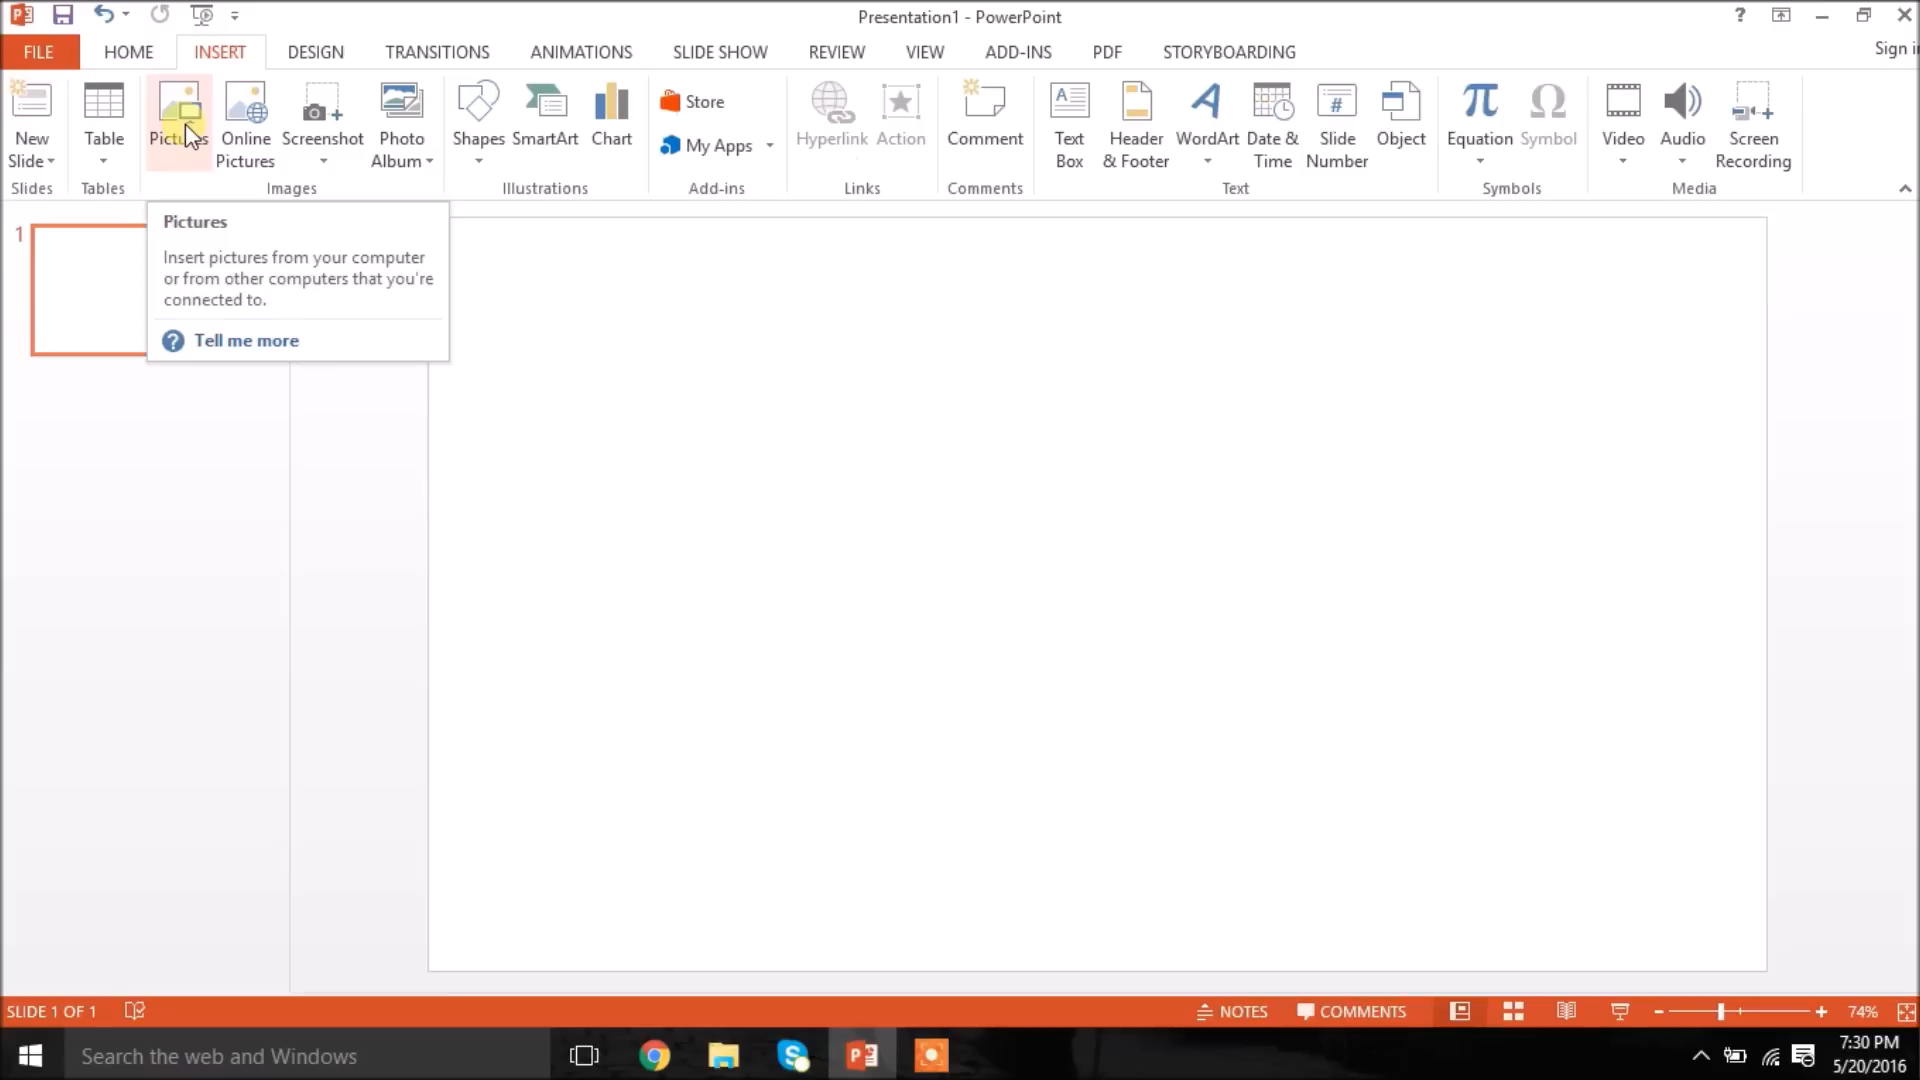 Presentation1 - PowerPoint
FILE HOME INSERT DESIGN TRANSITIONS ANIMATIONS SLIDE SHOW REVIEW VIEW ADD-INS PDF STORYBOARDING
New Slide
Slides
Table
Tables
Pictures
Online Pictures
Screenshot
Photo Album
Images
Shapes
SmartArt
Chart
Illustrations
Store
My Apps
Add-ins
Hyperlink
Action
Links
Comment
Comments
Text Box
Header & Footer
WordArt
Date & Time
Slide Number
Object
Text
Equation
Symbol
Symbols
Video
Audio
Screen Recording
Media
1
Pictures
Insert pictures from your computer
or from other computers that you're
connected to.
Tell me more
SLIDE 1 OF 1 NOTES COMMENTS 74%
Search the web and Windows
7:30 PM
5/20/2016